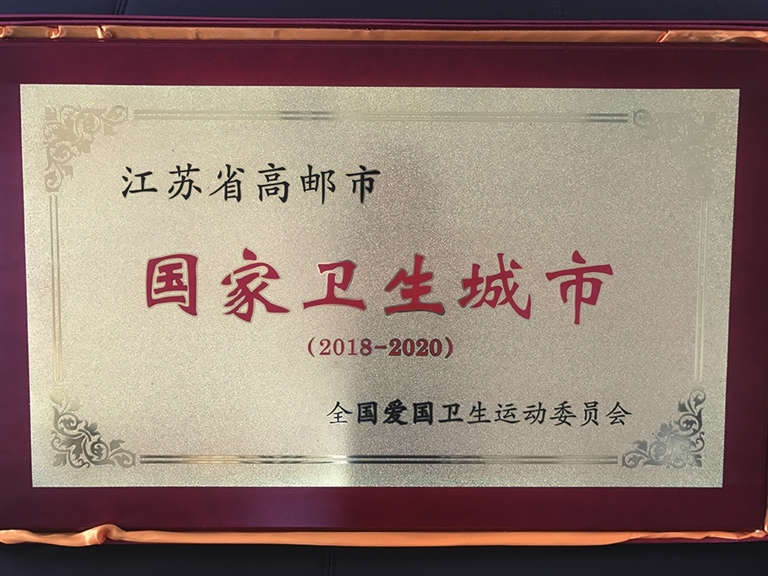 江苏省高邮市
国家卫生城市
(2018-2020)
全国爱国卫生运动委员会